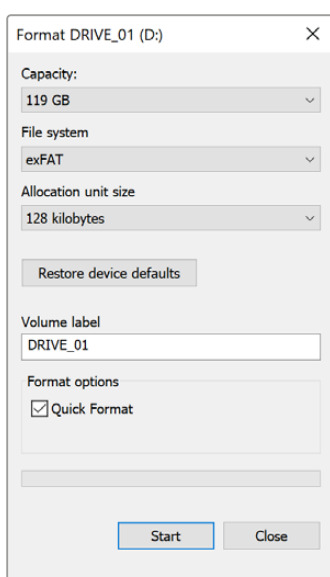 Format DRIVE_01 (D:)
Capacity:
119 GB
File system
exFAT
Allocation unit size
128 kilobytes
Restore device defaults
Volume label
DRIVE_01
Format options
Quick Format
Start Close